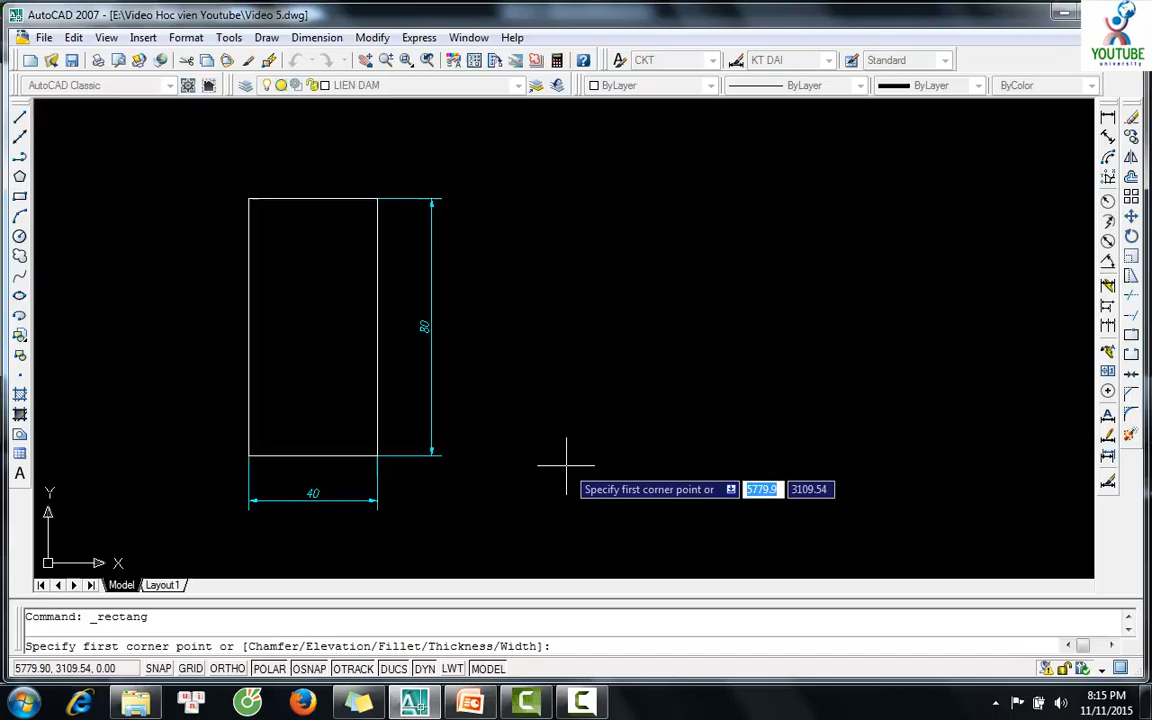 AutoCAD 2007 - [E:\Video Hoc vien Youtube\Video 5.dwg]
File Edit View Insert Format Tools Draw Dimension Modify Express Window Help
CKT KT DAI Standard
AutoCAD Classic LIEN DAM ByLayer ByLayer ByLayer ByColor
YOUTUBE
university
80
40
Specify first corner point or 5779.9 3109.54
Y
X
A
Model Layout1
Command: _rectang
Specify first corner point or [Chamfer/Elevation/Fillet/Thickness/Width]:
5779.90, 3109.54, 0.00 SNAP GRID ORTHO POLAR OSNAP OTRACK DUCS DYN LWT MODEL
8:15 PM
11/11/2015